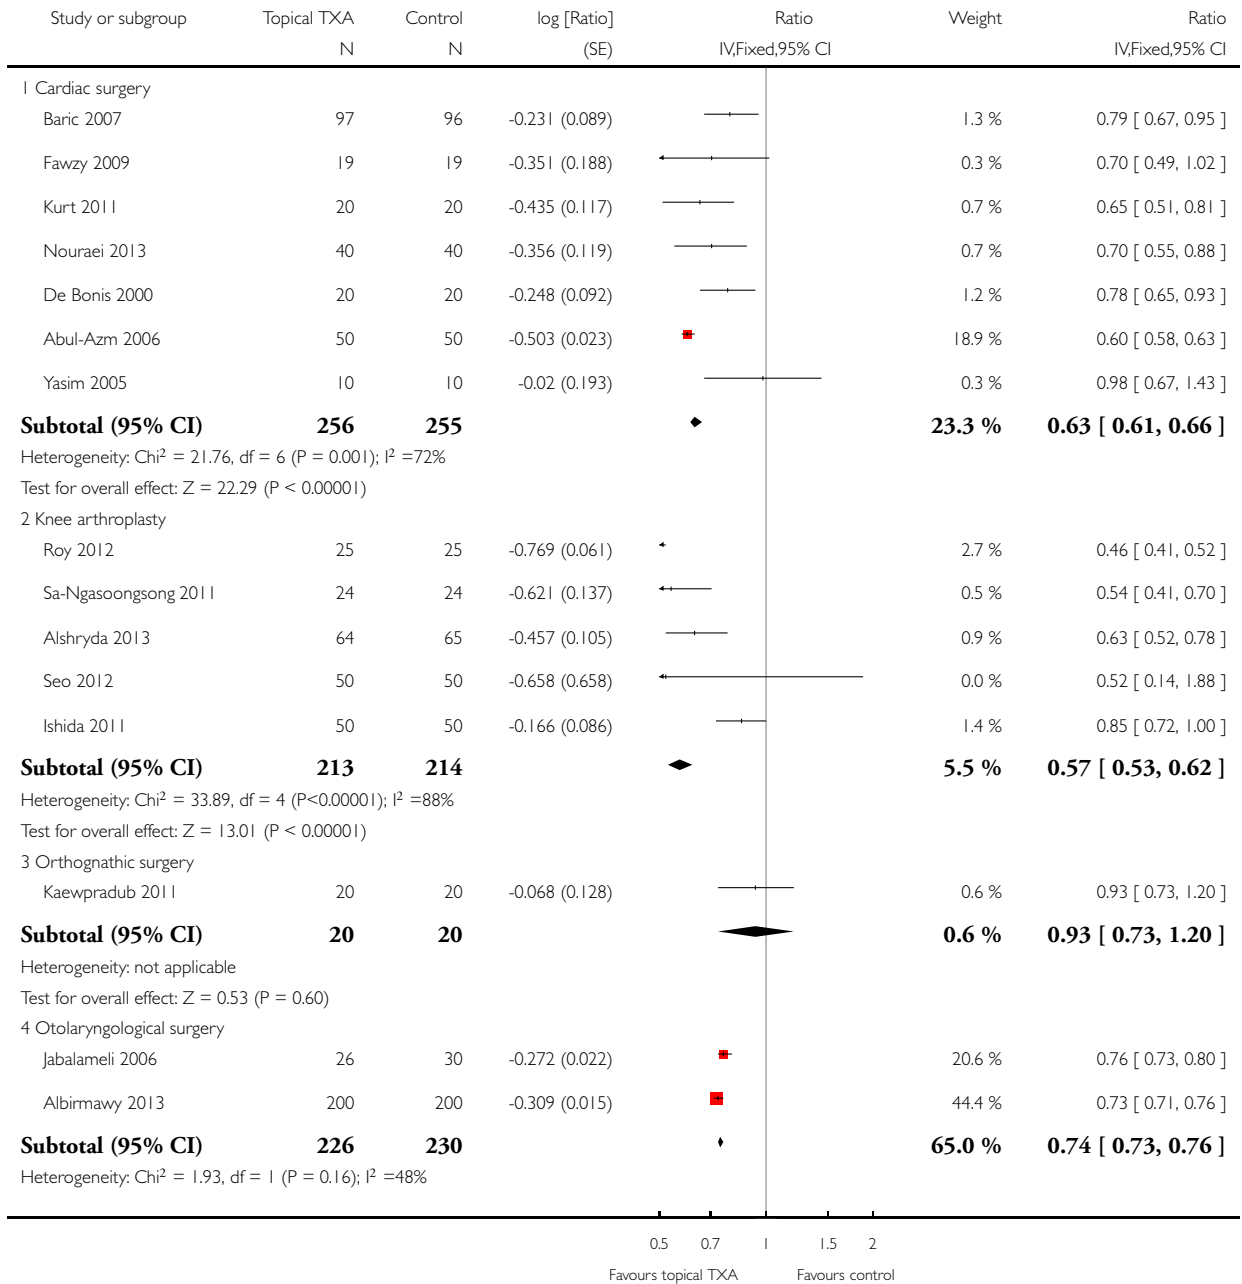 Study or subgroup Topical TXA Control log [Ratio] Ratio Weight Ratio
N N (SE) IV,Fixed,95% CI IV,Fixed,95% CI
1 Cardiac surgery
Baric 2007 97 96 -0.231 (0.089) 1.3 % 0.79 [ 0.67, 0.95 ]
Fawzy 2009 19 19 -0.351 (0.188) 0.3 % 0.70 [ 0.49, 1.02 ]
Kurt 2011 20 20 -0.435 (0.117) 0.7 % 0.65 [ 0.51, 0.81 ]
Nouraei 2013 40 40 -0.356 (0.119) 0.7 % 0.70 [ 0.55, 0.88 ]
De Bonis 2000 20 20 -0.248 (0.092) 1.2 % 0.78 [ 0.65, 0.93 ]
Abul-Azm 2006 50 50 -0.503 (0.023) 18.9 % 0.60 [ 0.58, 0.63 ]
Yasim 2005 10 10 -0.02 (0.193) 0.3 % 0.98 [ 0.67, 1.43 ]
Subtotal (95% CI) 256 255 23.3 % 0.63 [ 0.61, 0.66 ]
Heterogeneity: Chi² = 21.76, df = 6 (P = 0.001); I² =72%
Test for overall effect: Z = 22.29 (P < 0.00001)
2 Knee arthroplasty
Roy 2012 25 25 -0.769 (0.061) 2.7 % 0.46 [ 0.41, 0.52 ]
Sa-Ngasoongsong 2011 24 24 -0.621 (0.137) 0.5 % 0.54 [ 0.41, 0.70 ]
Alshryda 2013 64 65 -0.457 (0.105) 0.9 % 0.63 [ 0.52, 0.78 ]
Seo 2012 50 50 -0.658 (0.658) 0.0 % 0.52 [ 0.14, 1.88 ]
Ishida 2011 50 50 -0.166 (0.086) 1.4 % 0.85 [ 0.72, 1.00 ]
Subtotal (95% CI) 213 214 5.5 % 0.57 [ 0.53, 0.62 ]
Heterogeneity: Chi² = 33.89, df = 4 (P<0.00001); I² =88%
Test for overall effect: Z = 13.01 (P < 0.00001)
3 Orthognathic surgery
Kaewpradub 2011 20 20 -0.068 (0.128) 0.6 % 0.93 [ 0.73, 1.20 ]
Subtotal (95% CI) 20 20 0.6 % 0.93 [ 0.73, 1.20 ]
Heterogeneity: not applicable
Test for overall effect: Z = 0.53 (P = 0.60)
4 Otolaryngological surgery
Jabalameli 2006 26 30 -0.272 (0.022) 20.6 % 0.76 [ 0.73, 0.80 ]
Albirmawy 2013 200 200 -0.309 (0.015) 44.4 % 0.73 [ 0.71, 0.76 ]
Subtotal (95% CI) 226 230 65.0 % 0.74 [ 0.73, 0.76 ]
Heterogeneity: Chi² = 1.93, df = 1 (P = 0.16); I² =48%
0.5 0.7 1 1.5 2
Favours topical TXA Favours control